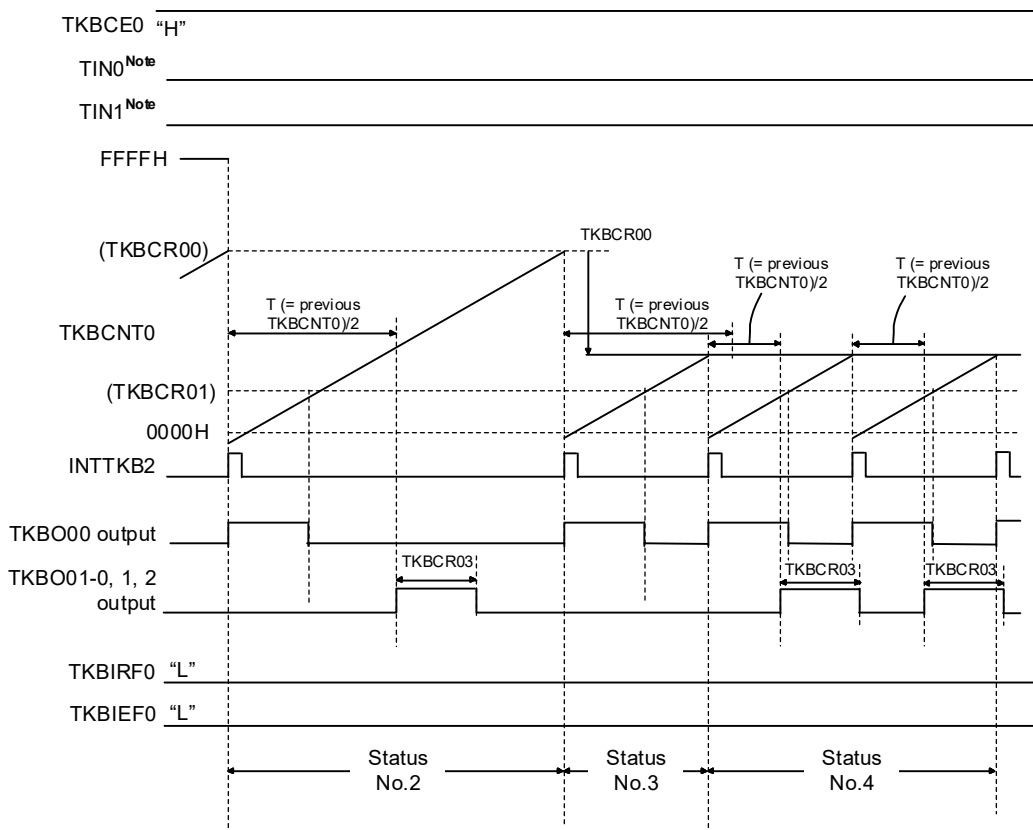 TKBCE0 “H”
TIN0Note
TIN1Note
FFFFH
(TKBCR00)
TKBCR00
T (= previous
TKBCNT0)/2
T (= previous
TKBCNT0)/2
T (= previous
TKBCNT0)/2
T (= previous
TKBCNT0)/2
TKBCNT0
(TKBCR01)
0000H
INTTKB2
TKBO00 output
TKBO01-0, 1, 2
output
TKBCR03
TKBCR03
TKBCR03
TKBIRF0 “L”
TKBIEF0 “L”
Status
No.2
Status
No.3
Status
No.4